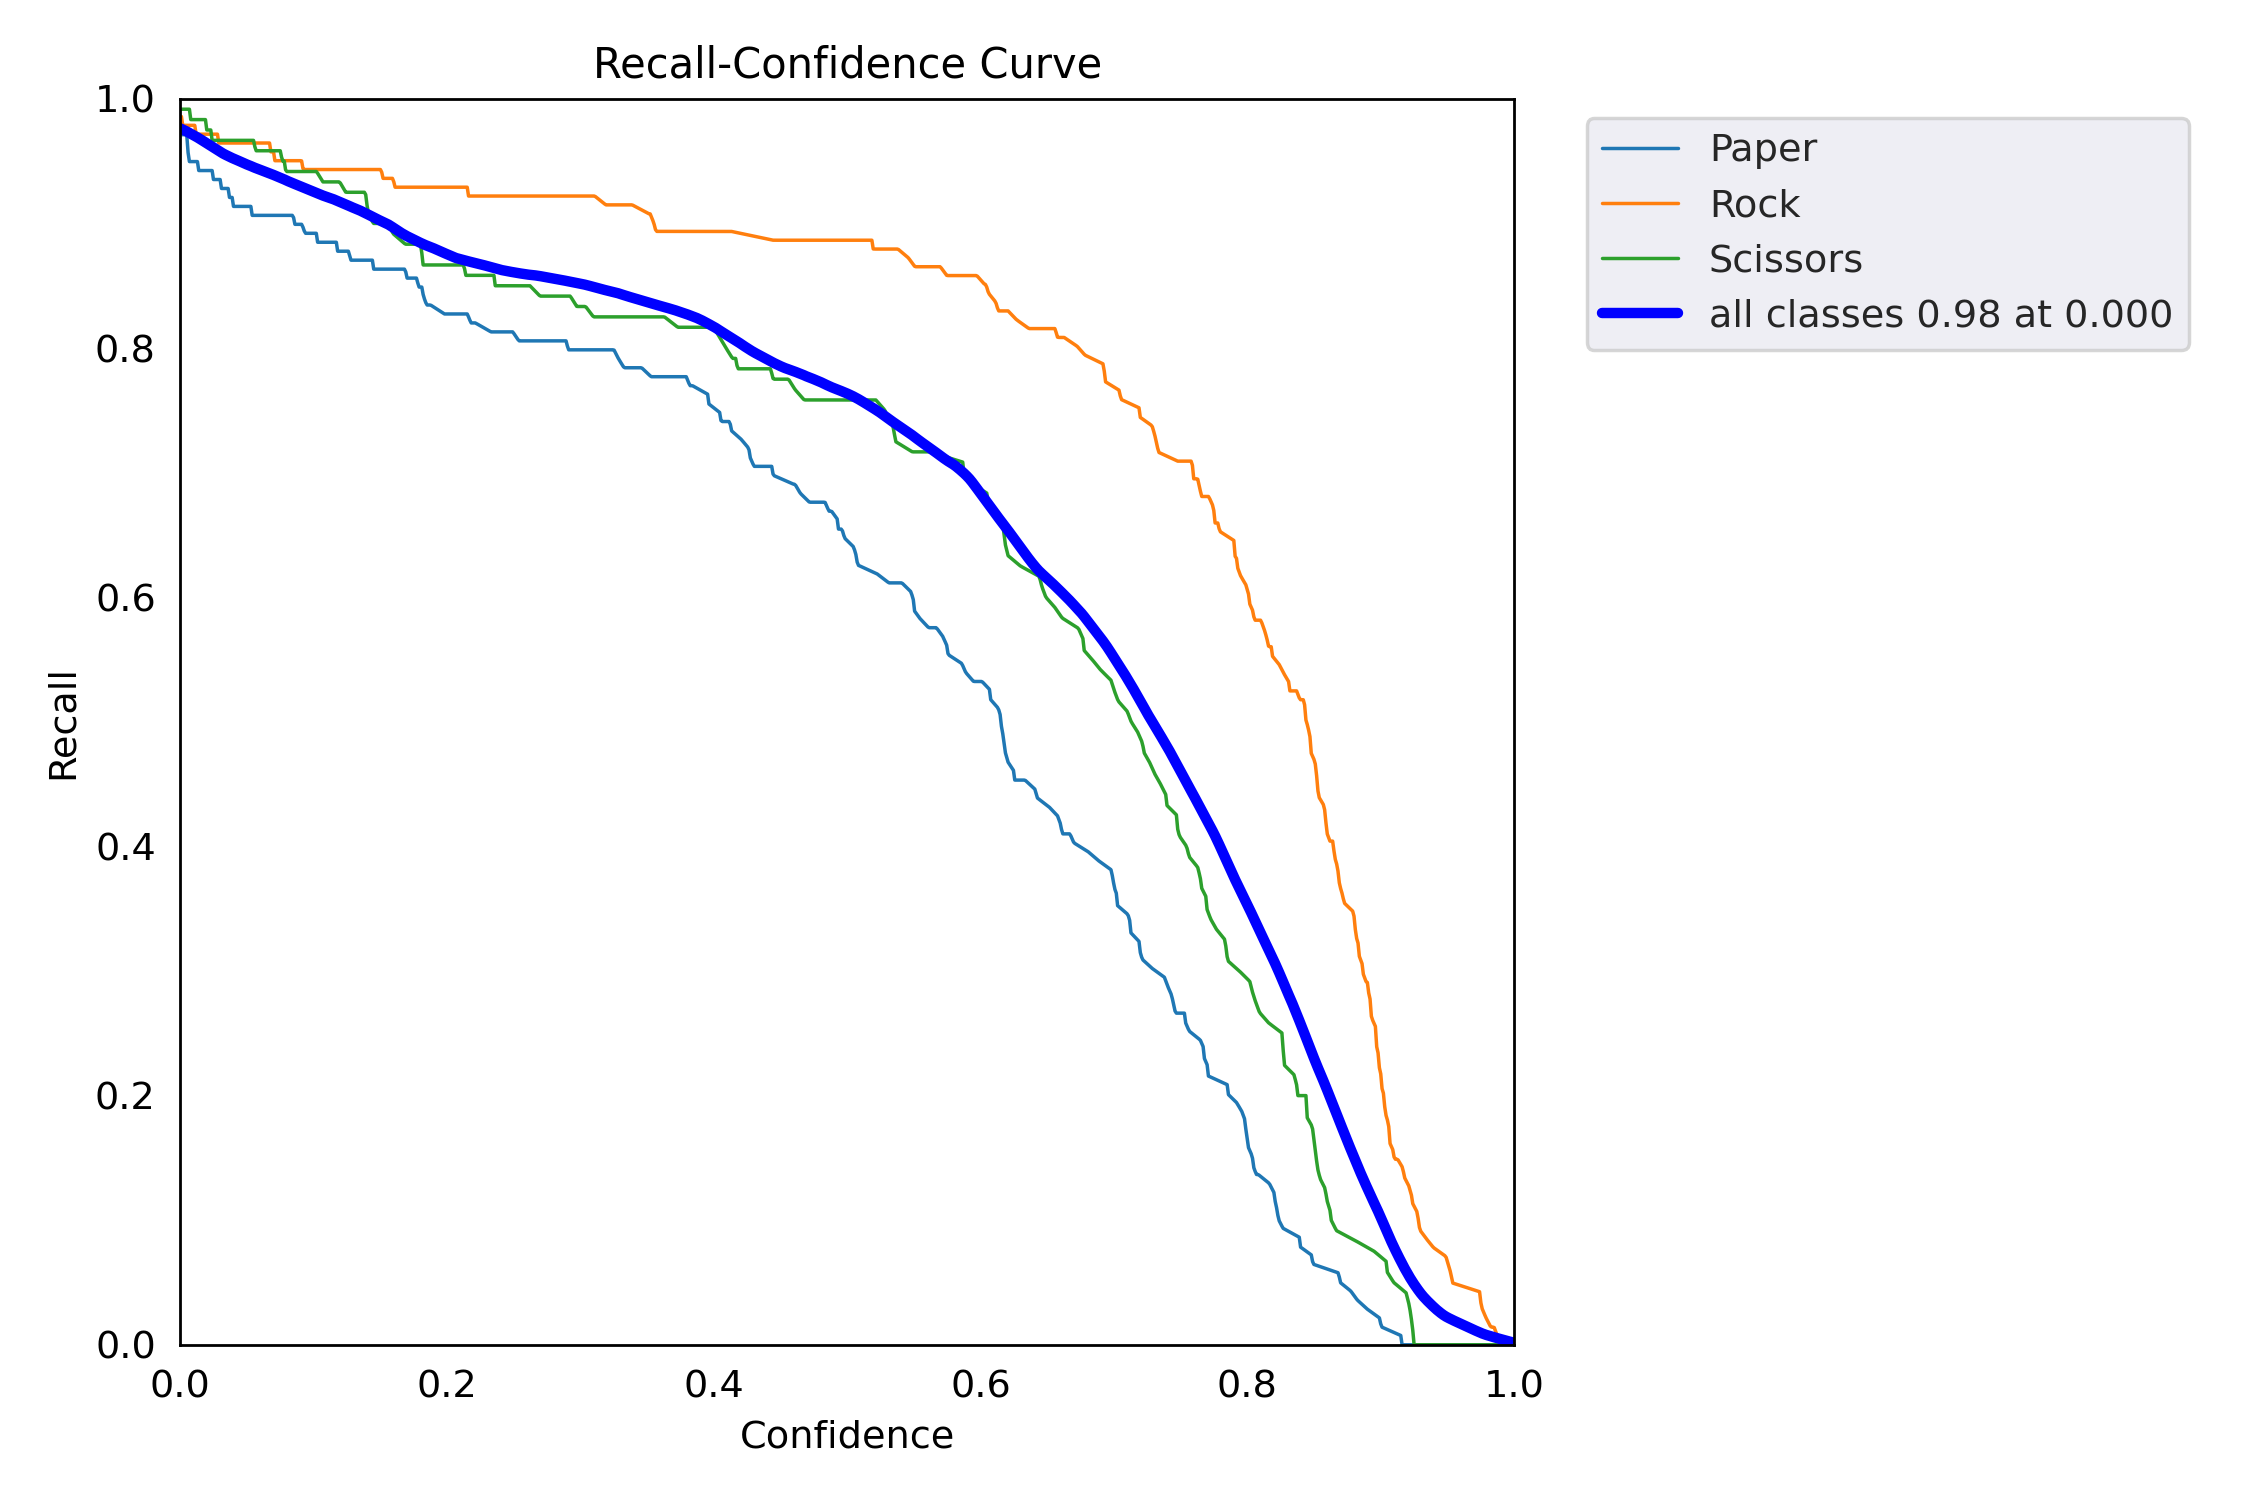 Recall-Confidence Curve
1.0
0.8
0.6
0.4
0.2
0.0
Recall
0.0 0.2 0.4 0.6 0.8 1.0
Confidence
Paper
Rock
Scissors
all classes 0.98 at 0.000